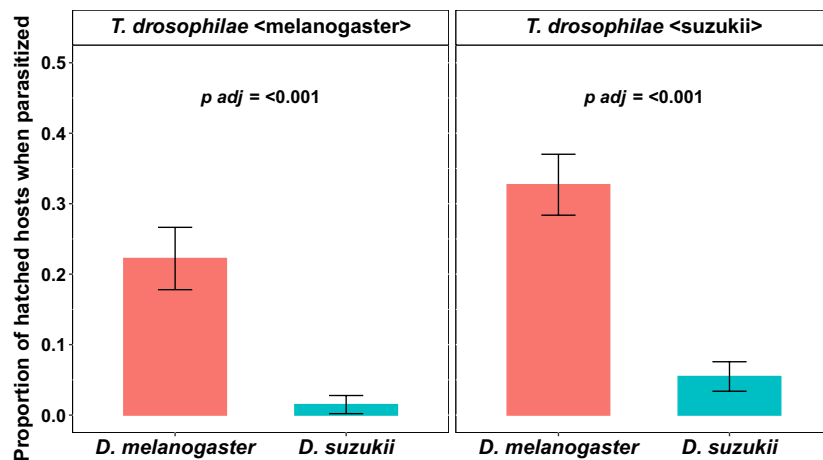 T. drosophilae <melanogaster>
T. drosophilae <suzukii>
Proportion of hatched hosts when parasitized
0.5
0.4
0.3
0.2
0.1
0.0
p adj = <0.001
p adj = <0.001
D. melanogaster
D. suzukii
D. melanogaster
D. suzukii